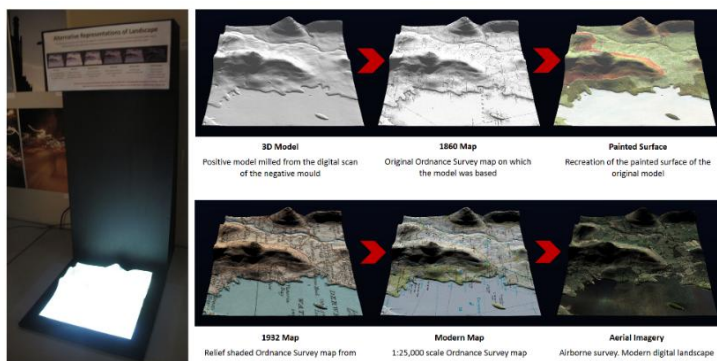 Alternative Representations of Landscape
3D Model
Positive model milled from the digital scan
of the negative mould
1860 Map
Original Ordnance Survey map on which
the model was based
Painted Surface
Recreation of the painted surface of the
original model
1932 Map
Relief shaded Ordnance Survey map from
Modern Map
1:25,000 scale Ordnance Survey map
Aerial Imagery
Airborne survey. Modern digital landscape